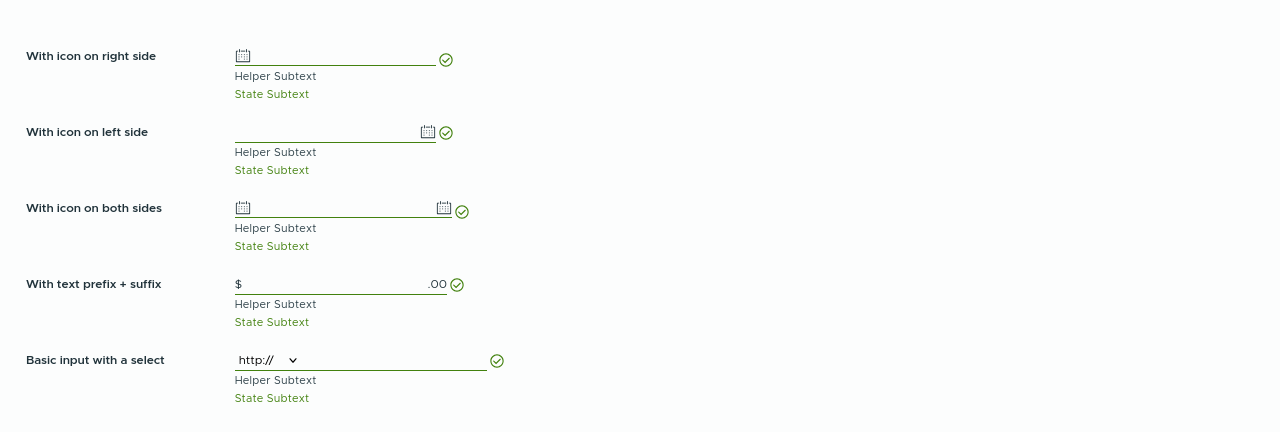 With icon on right side
Helper Subtext
State Subtext
With icon on left side
Helper Subtext
State Subtext
With icon on both sides
Helper Subtext
State Subtext
With text prefix + suffix $ .00
Helper Subtext
State Subtext
Basic input with a select http://
Helper Subtext
State Subtext